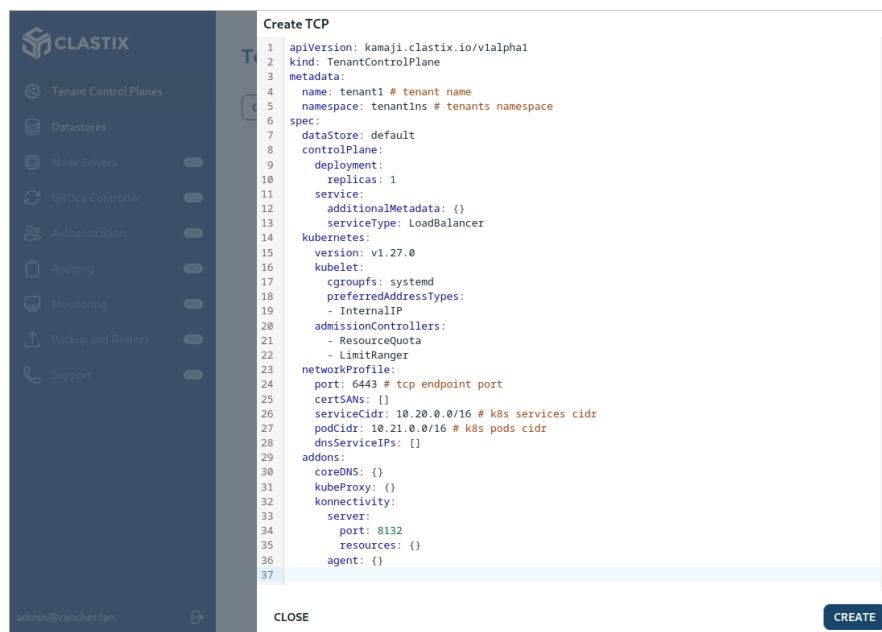 CLASTIX
Tenant Control Planes
Datastores
Node Drivers
GitOps Controller
Authentication
Auditing
Monitoring
Backup and Restore
Support
admin@rancher.lan
Create TCP
1 apiVersion: kamaji.clastix.io/v1alpha1
2 kind: TenantControlPlane
3 metadata:
4 name: tenant1 # tenant name
5 namespace: tenant1ns # tenants namespace
6 spec:
7 dataStore: default
8 controlPlane:
9 deployment:
10 replicas: 1
11 service:
12 additionalMetadata: {}
13 serviceType: LoadBalancer
14 kubernetes:
15 version: v1.27.0
16 kubelet:
17 cgroupfs: systemd
18 preferredAddressTypes:
19 - InternalIP
20 admissionControllers:
21 - ResourceQuota
22 - LimitRanger
23 networkProfile:
24 port: 6443 # tcp endpoint port
25 certSANs: []
26 serviceCidr: 10.20.0.0/16 # k8s services cidr
27 podCidr: 10.21.0.0/16 # k8s pods cidr
28 dnsServiceIPs: []
29 addons:
30 coreDNS: {}
31 kubeProxy: {}
32 konnectivity:
33 server:
34 port: 8132
35 resources: {}
36 agent: {}
37
CLOSE
CREATE